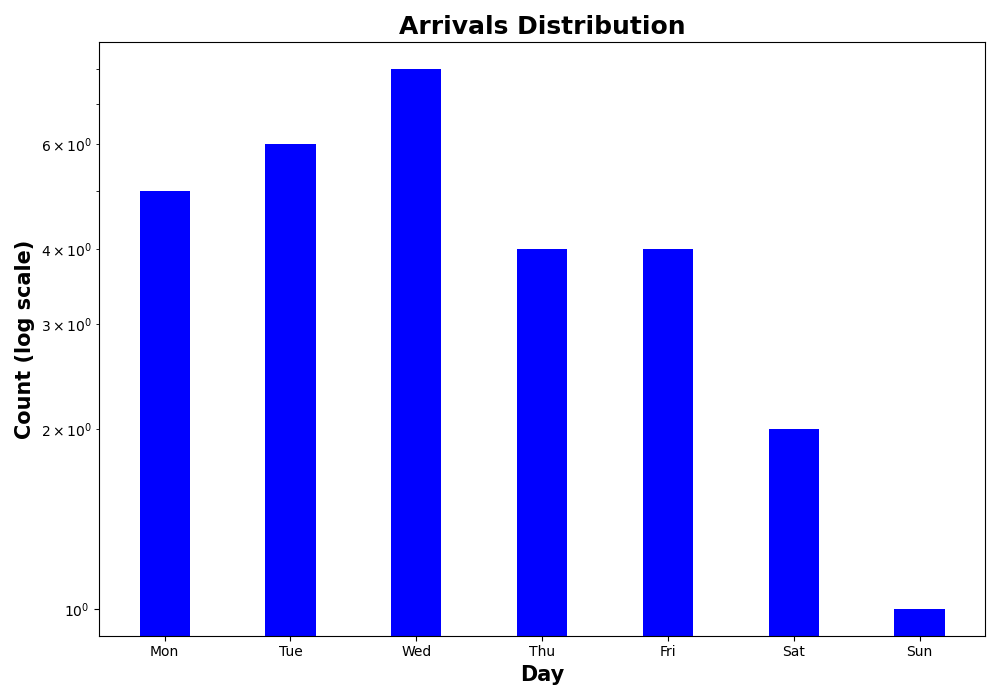 Arrivals Distribution
Count (log scale)
6 × 10⁰
4 × 10⁰
3 × 10⁰
2 × 10⁰
10⁰
Mon Tue Wed Thu Fri Sat Sun
Day